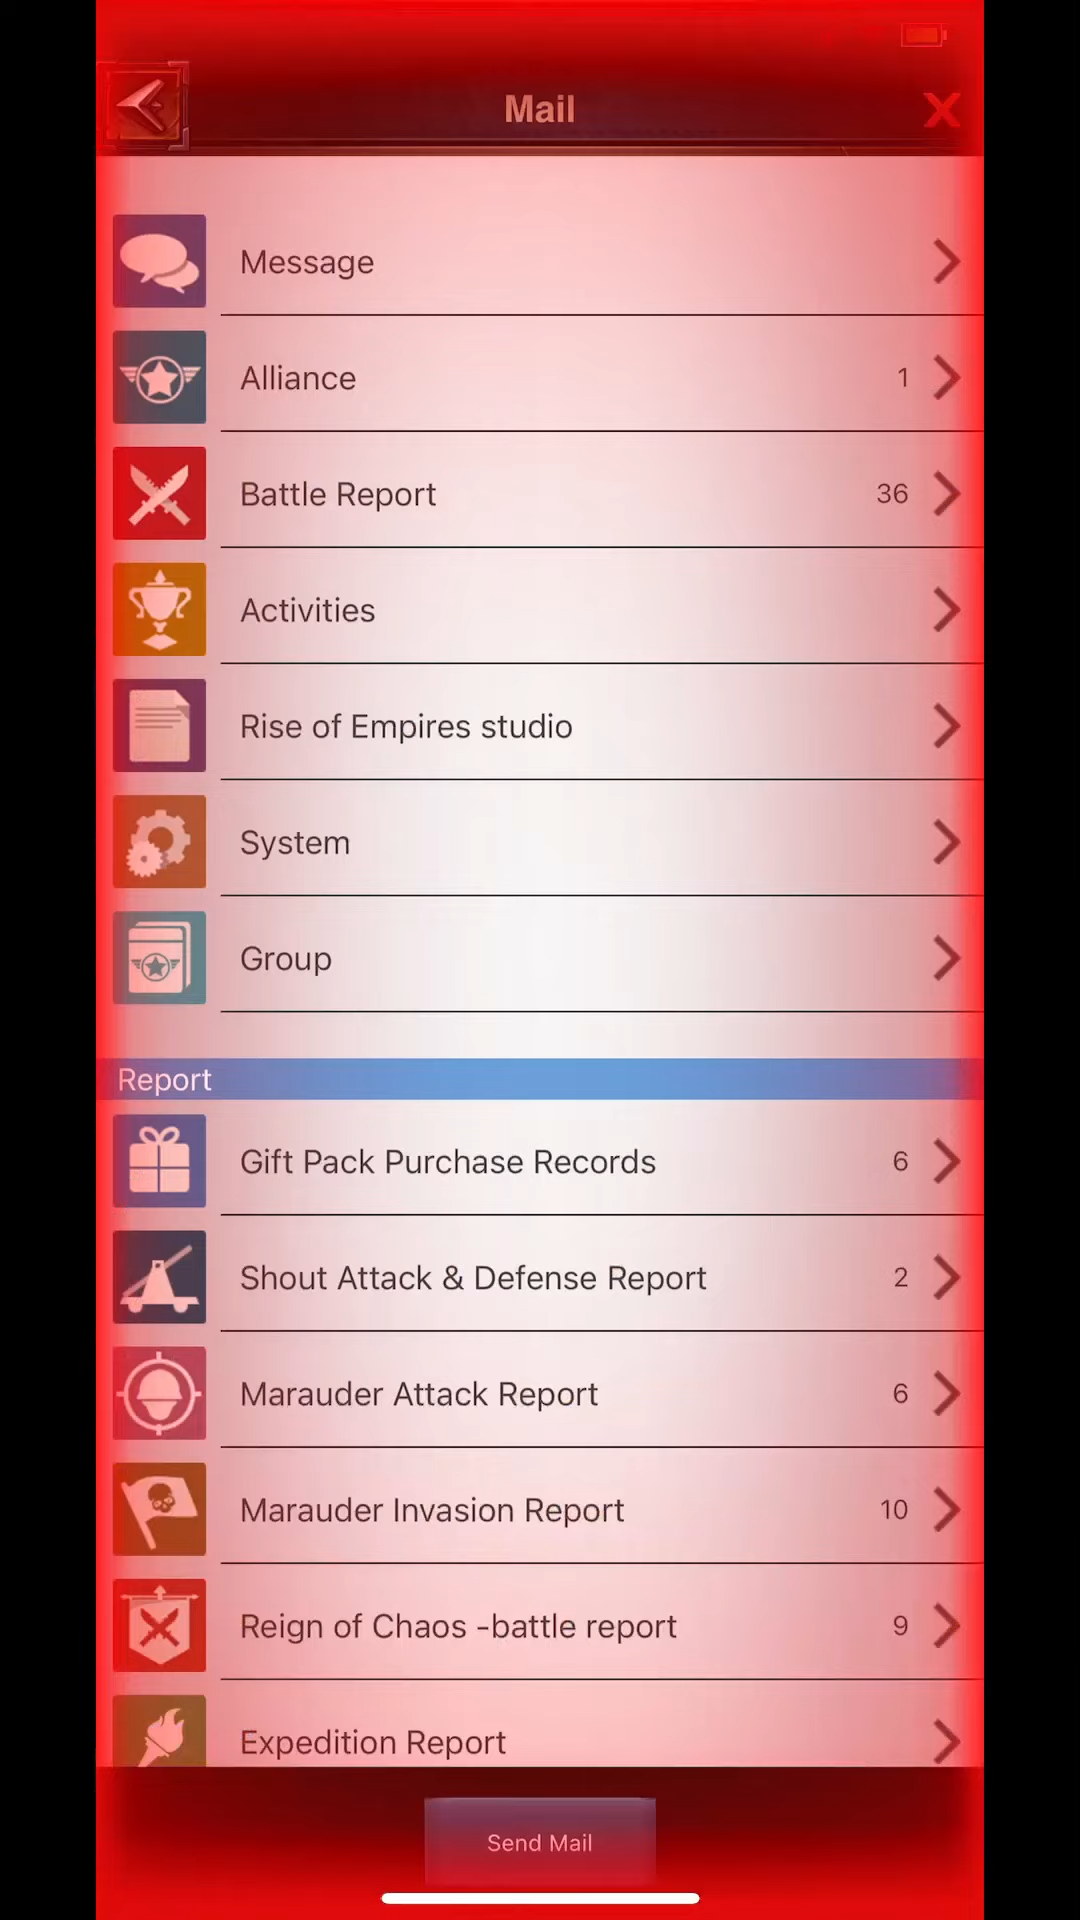 Mail
Message
Alliance 1
Battle Report 36
Activities
Rise of Empires studio
System
Group
Report
Gift Pack Purchase Records 6
Shout Attack & Defense Report 2
Marauder Attack Report 6
Marauder Invasion Report 10
Reign of Chaos -battle report 9
Expedition Report
Send Mail